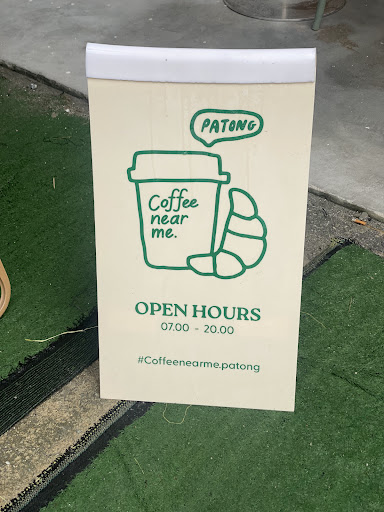 PATONG
Coffee
near
me.
OPEN HOURS
07.00 - 20.00
#Coffeenearme.patong